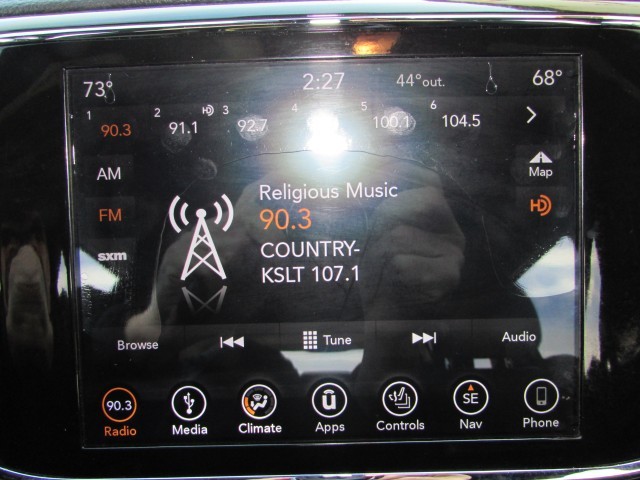 73° 2:27 44°out. 68°
1 90.3 2 91.1 HD 3 92.7 4 5 100.1 6 104.5
AM
Map
Religious Music
FM 90.3 HD
COUNTRY-
sxm
KSLT 107.1
Browse Tune Audio
90.3 u SE
Radio Media Climate Apps Controls Nav Phone